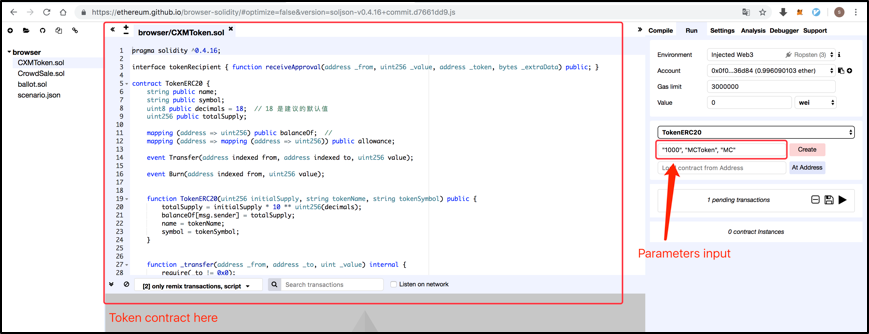 https://ethereum.github.io/browser-solidity/#optimize=false&version=soljson-v0.4.16+commit.d7661dd9.js
browser
CXMToken.sol
CrowdSale.sol
ballot.sol
scenario.json
browser/CXMToken.sol
1 pragma solidity ^0.4.16;
2
3 interface tokenRecipient { function receiveApproval(address _from, uint256 _value, address _token, bytes _extraData) public; }
4
5 contract TokenERC20 {
6 string public name;
7 string public symbol;
8 uint8 public decimals = 18; // 18 是建议的默认值
9 uint256 public totalSupply;
10
11 mapping (address => uint256) public balanceOf; //
12 mapping (address => mapping (address => uint256)) public allowance;
13
14 event Transfer(address indexed from, address indexed to, uint256 value);
15
16 event Burn(address indexed from, uint256 value);
17
18
19 function TokenERC20(uint256 initialSupply, string tokenName, string tokenSymbol) public {
20 totalSupply = initialSupply * 10 ** uint256(decimals);
21 balanceOf[msg.sender] = totalSupply;
22 name = tokenName;
23 symbol = tokenSymbol;
24 }
25
26
27 function _transfer(address _from, address _to, uint _value) internal {
28 require(_to != 0x0);
[2] only remix transactions, script
Search transactions
Listen on network
Token contract here
Compile Run Settings Analysis Debugger Support
Environment Injected Web3 Ropsten (3)
Account 0x0f0...36d84 (0.996090103 ether)
Gas limit 3000000
Value 0 wei
TokenERC20
"1000", "MCToken", "MC" Create
Load contract from Address At Address
1 pending transactions
0 contract Instances
Parameters input